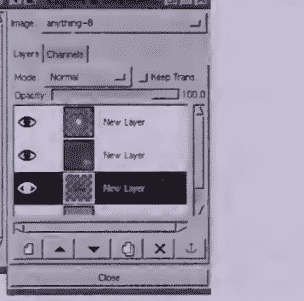 Image: anything-8
Layers Channels
Mode: Normal Keep Trans.
Opacity: 100.0
New Layer
New Layer
New Layer
Close